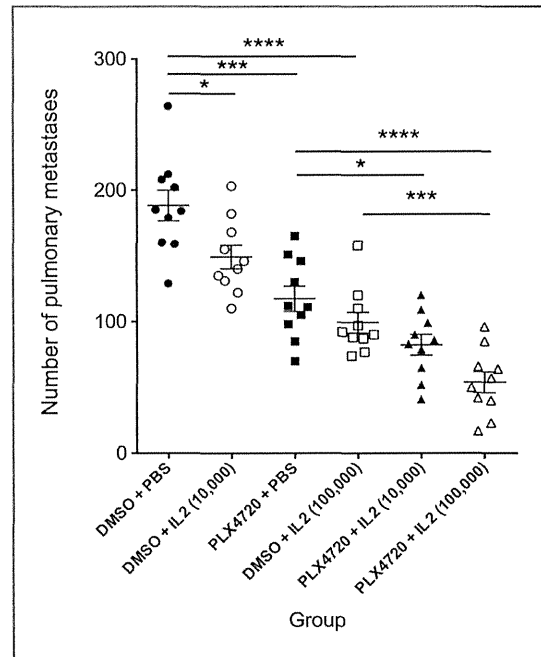 ****
***
*
****
*
***
300
200
100
0
Number of pulmonary metastases
DMSO + PBS
DMSO + IL2 (10,000)
PLX4720 + PBS
DMSO + IL2 (100,000)
PLX4720 + IL2 (10,000)
PLX4720 + IL2 (100,000)
Group